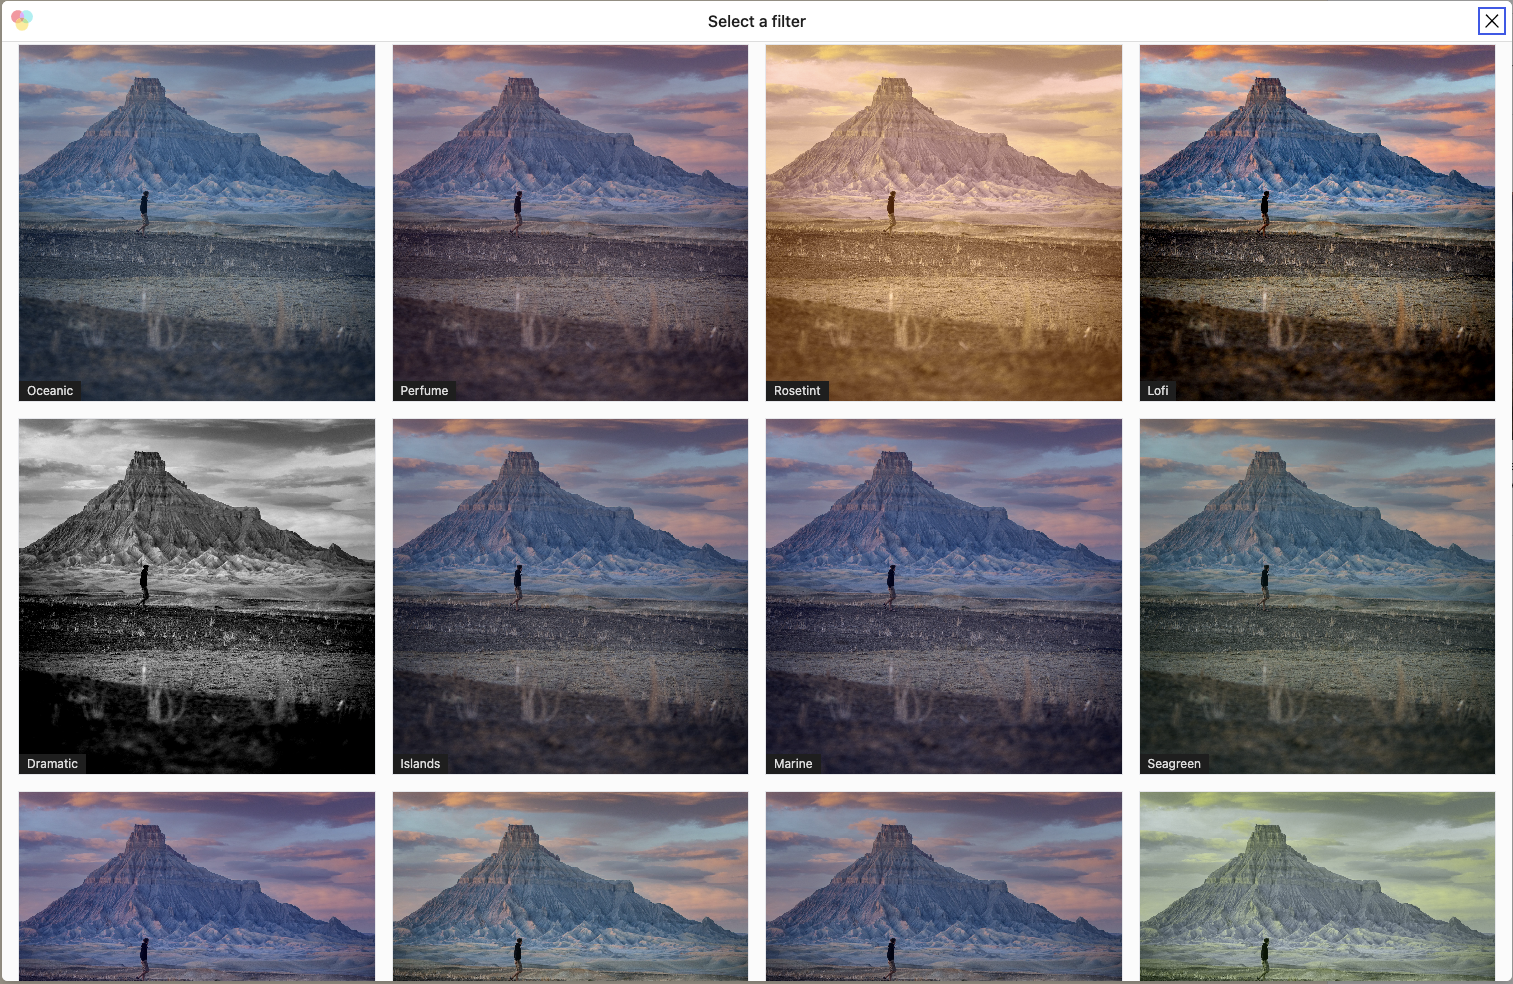 Select a filter
Oceanic
Perfume
Rosetint
Lofi
Dramatic
Islands
Marine
Seagreen